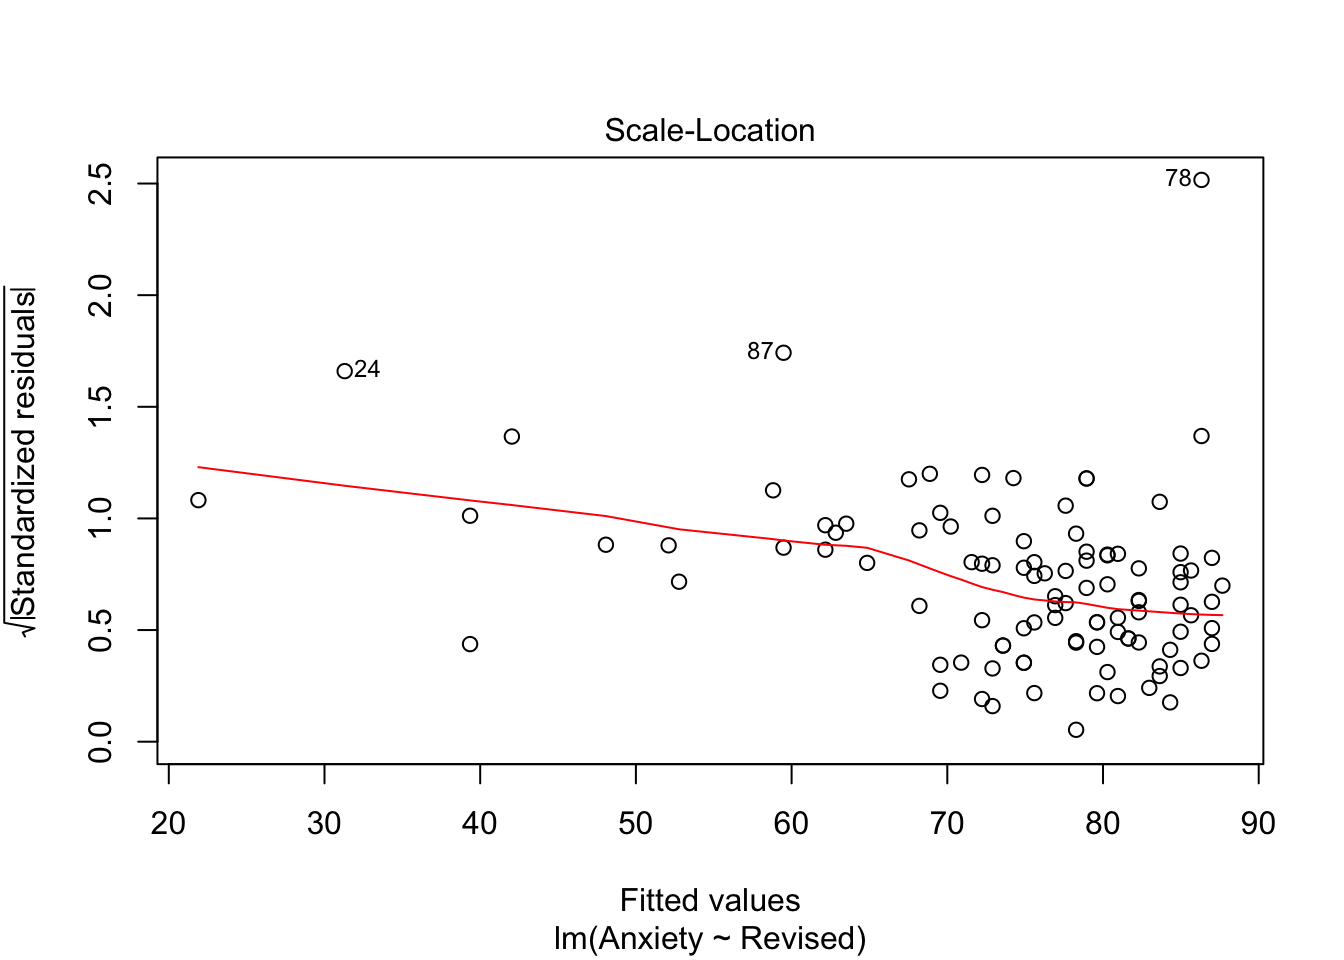 Scale-Location
√|Standardized residuals|
2.5
2.0
1.5
1.0
0.5
0.0
78
87
24
20 30 40 50 60 70 80 90
Fitted values
lm(Anxiety ~ Revised)